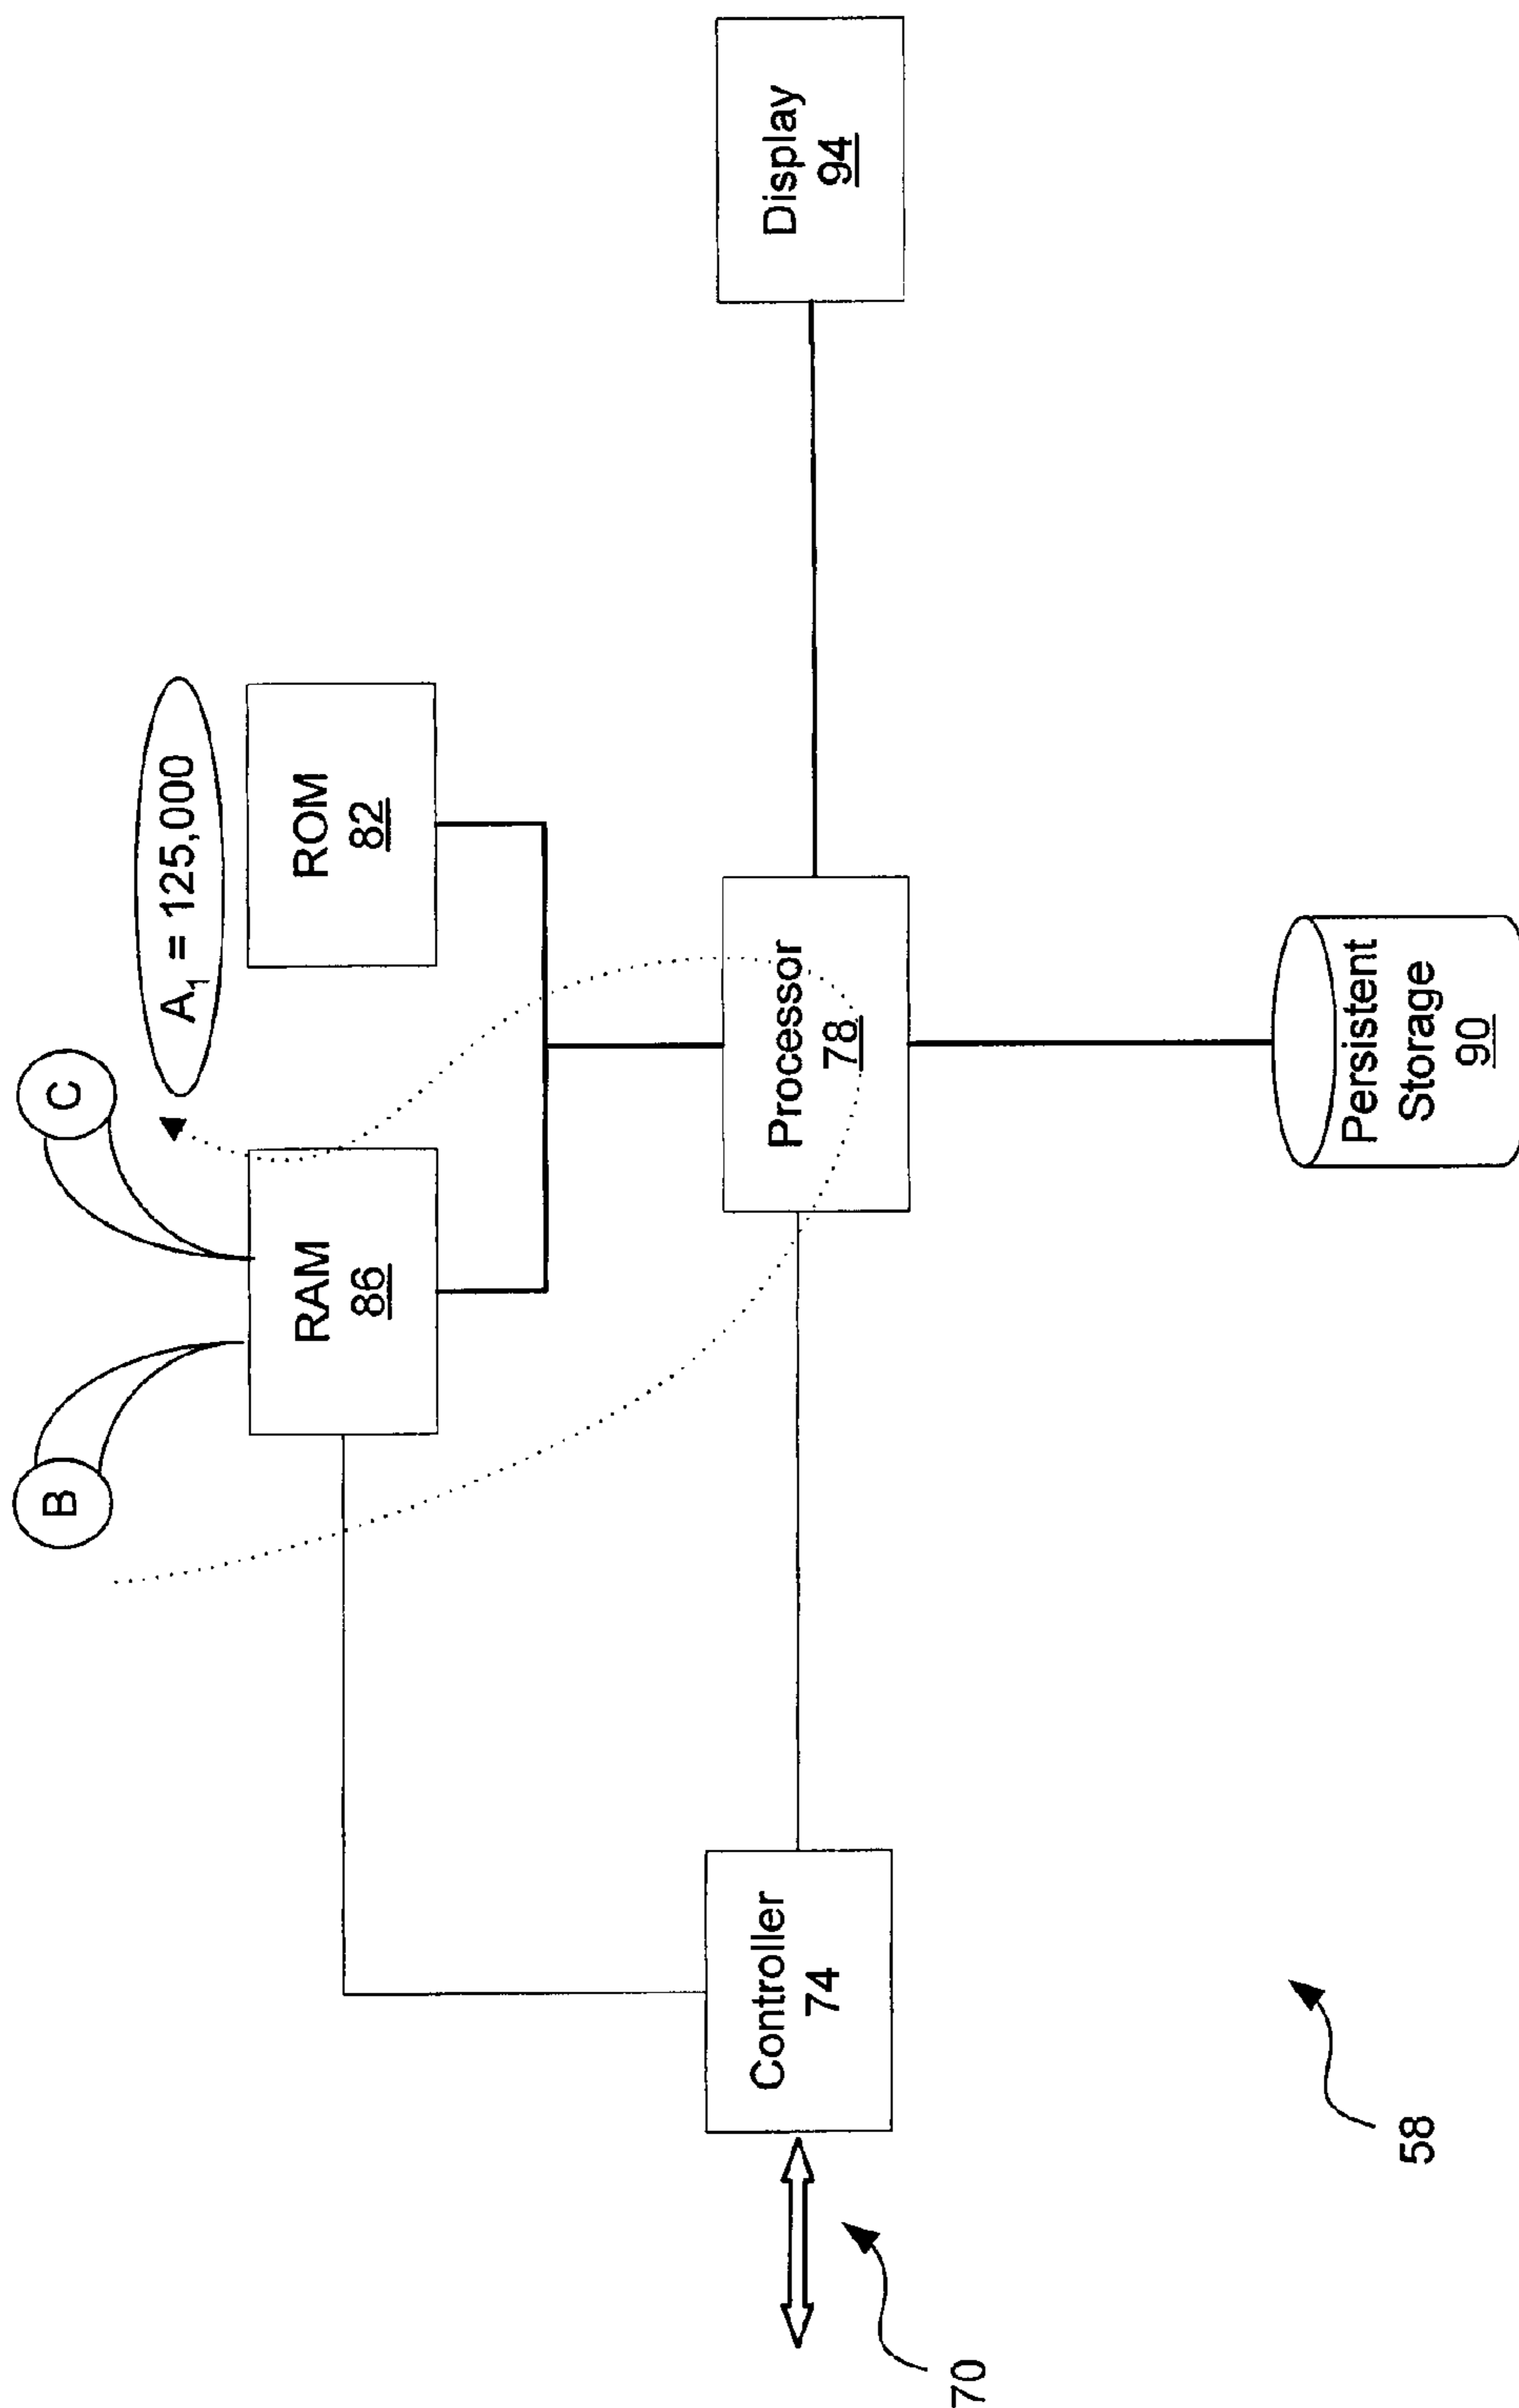 B
C
A₁ = 125,000
RAM
86
ROM
82
Controller
74
Processor
78
Display
94
70
Persistent
Storage
90
58